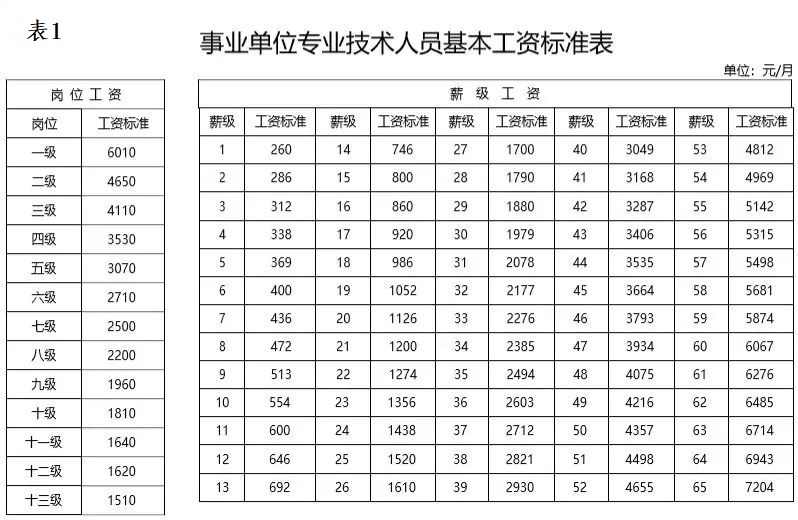 表1
事业单位专业技术人员基本工资标准表
单位：元/月
岗位工资
岗位 工资标准
一级 6010
二级 4650
三级 4110
四级 3530
五级 3070
六级 2710
七级 2500
八级 2200
九级 1960
十级 1810
十一级 1640
十二级 1620
十三级 1510
薪级工资
薪级 工资标准 薪级 工资标准 薪级 工资标准 薪级 工资标准 薪级 工资标准
1 260 14 746 27 1700 40 3049 53 4812
2 286 15 800 28 1790 41 3168 54 4969
3 312 16 860 29 1880 42 3287 55 5142
4 338 17 920 30 1979 43 3406 56 5315
5 369 18 986 31 2078 44 3535 57 5498
6 400 19 1052 32 2177 45 3664 58 5681
7 436 20 1126 33 2276 46 3793 59 5874
8 472 21 1200 34 2385 47 3934 60 6067
9 513 22 1274 35 2494 48 4075 61 6276
10 554 23 1356 36 2603 49 4216 62 6485
11 600 24 1438 37 2712 50 4357 63 6714
12 646 25 1520 38 2821 51 4498 64 6943
13 692 26 1610 39 2930 52 4655 65 7204